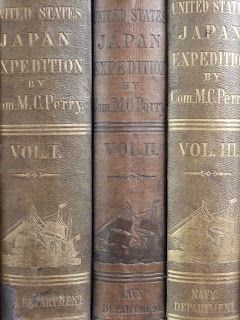 UNITED STATES
JAPAN
EXPEDITION
BY
Com. M. C. Perry.
VOL. I.
DEPARTMENT
UNITED STATES
JAPAN
EXPEDITION
BY
Com. M. C. Perry
VOL. II.
NAVY
DEPARTMENT
UNITED STATES
JAPAN
EXPEDITION
BY
Com. M. C. Perry.
VOL. III.
NAVY
DEPARTMENT